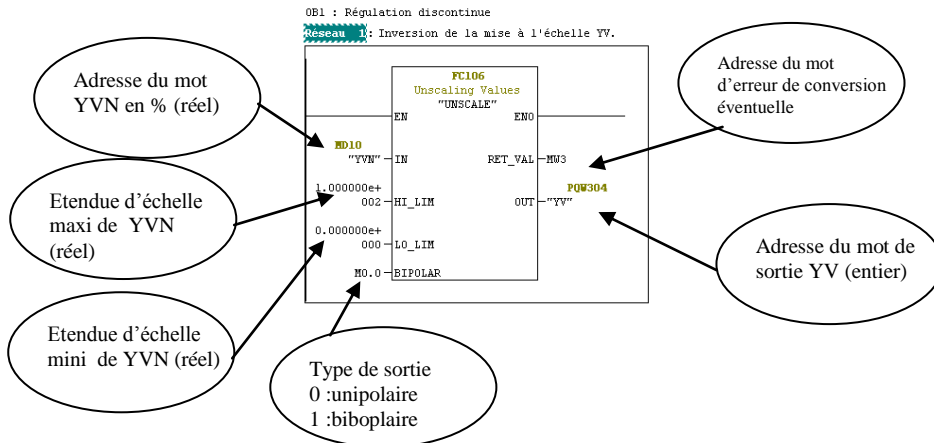 OB1 : Régulation discontinue
Réseau 1: Inversion de la mise à l'échelle YV.
Adresse du mot
YVN en % (réel)
Etendue d'échelle
maxi de YVN
(réel)
Etendue d'échelle
mini de YVN (réel)
FC106
Unscaling Values
"UNSCALE"
EN
ENO
MD10
"YVN"
IN
RET_VAL
MW3
1.000000e+
002
HI_LIM
PQW304
OUT
"YV"
0.000000e+
000
LO_LIM
M0.0
BIPOLAR
Type de sortie
0 :unipolaire
1 :biboplaire
Adresse du mot
d'erreur de conversion
éventuelle
Adresse du mot de
sortie YV (entier)